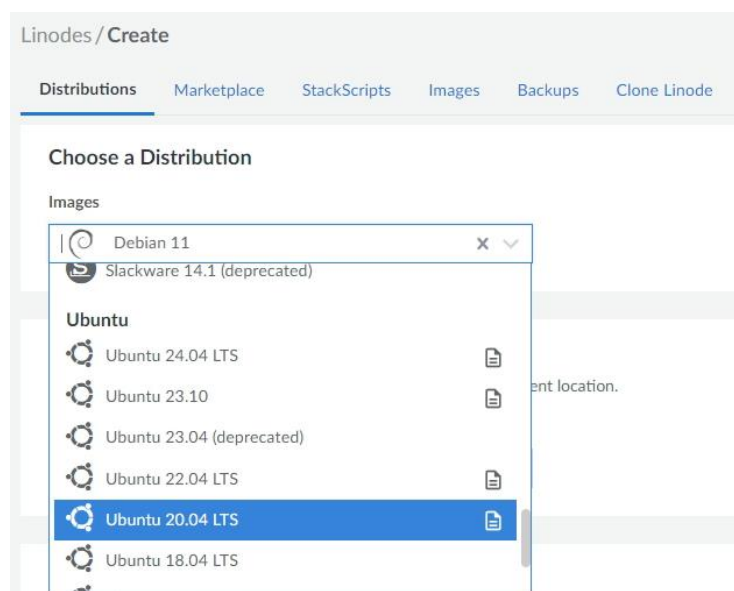 Linodes / Create
Distributions Marketplace StackScripts Images Backups Clone Linode
Choose a Distribution
Images
Debian 11
Slackware 14.1 (deprecated)
Ubuntu
Ubuntu 24.04 LTS
Ubuntu 23.10
ent location.
Ubuntu 23.04 (deprecated)
Ubuntu 22.04 LTS
Ubuntu 20.04 LTS
Ubuntu 18.04 LTS